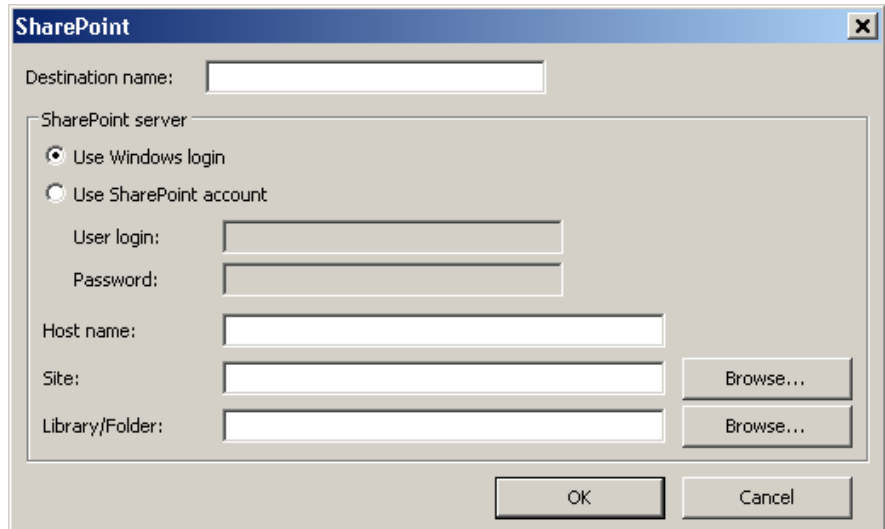 SharePoint
Destination name:
SharePoint server
Use Windows login
Use SharePoint account
User login:
Password:
Host name:
Site:
Browse...
Library/Folder:
Browse...
OK
Cancel